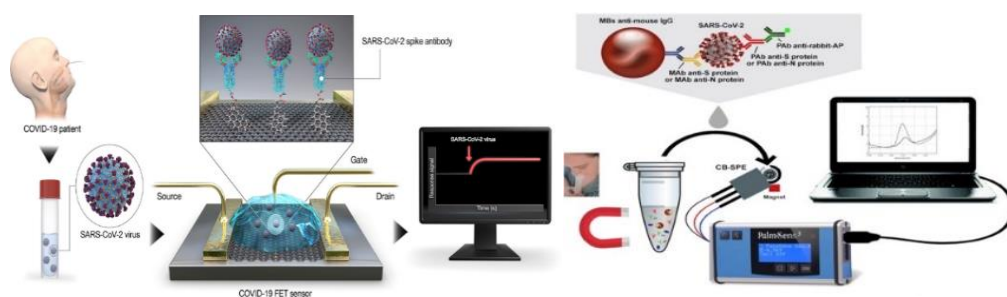 COVID-19 patient
SARS-CoV-2 virus
SARS-CoV-2 spike antibody
Source
Gate
Drain
COVID-19 FET sensor
SARS-CoV-2 virus
Response signal
Time [s]
MBs anti-mouse IgG
SARS-CoV-2
PAb anti-rabbit-AP
PAb anti-S protein
or PAb anti-N protein
MAb anti-S protein
or MAb anti-N protein
CB-SPE
Magnet
PalmSens